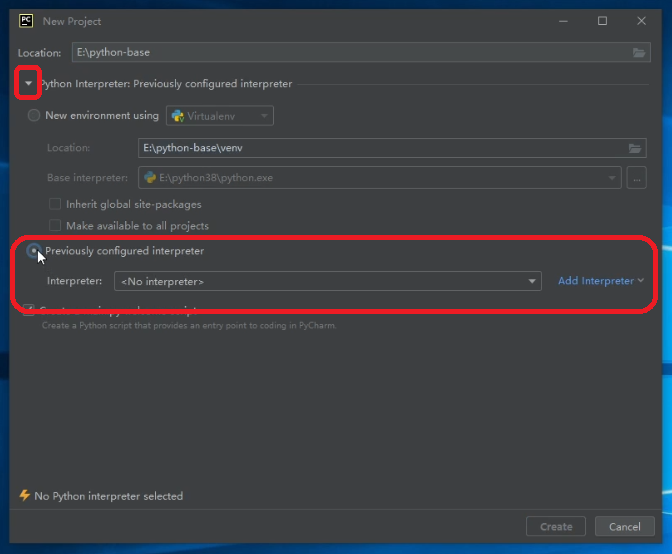 PC New Project
Location: E:\python-base
Python Interpreter: Previously configured interpreter
New environment using Virtualenv
Location: E:\python-base\venv
Base interpreter: E:\python38\python.exe ...
Inherit global site-packages
Make available to all projects
Previously configured interpreter
Interpreter: <No interpreter> Add Interpreter
Create a Python script that provides an entry point to coding in PyCharm.
No Python interpreter selected
Create Cancel